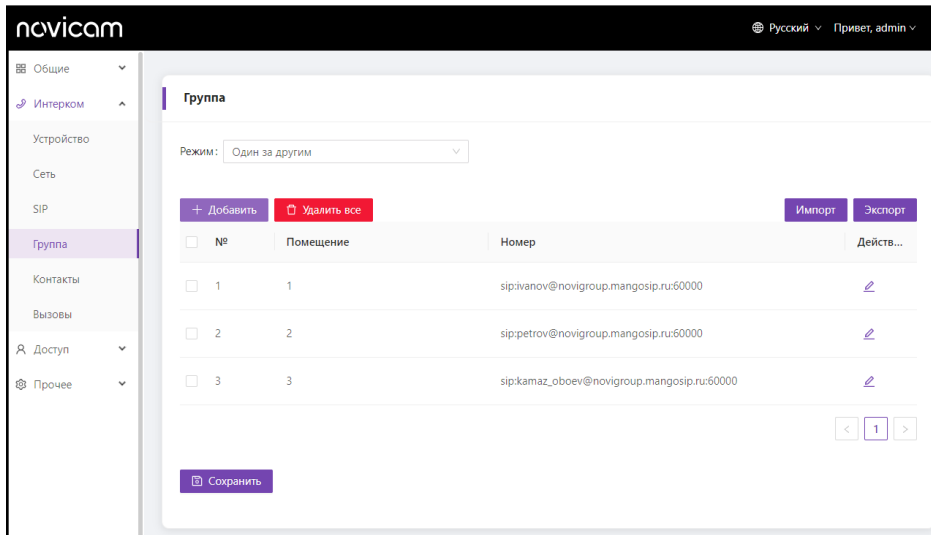 novicam
Русский Привет, admin
Общие
Интерком
Устройство
Сеть
SIP
Группа
Контакты
Вызовы
Доступ
Прочее
Группа
Режим: Один за другим
+ Добавить Удалить все Импорт Экспорт
№ Помещение Номер Действ...
1 1 sip:ivanov@novigroup.mangosip.ru:60000
2 2 sip:petrov@novigroup.mangosip.ru:60000
3 3 sip:kamaz_oboev@novigroup.mangosip.ru:60000
< 1 >
Сохранить